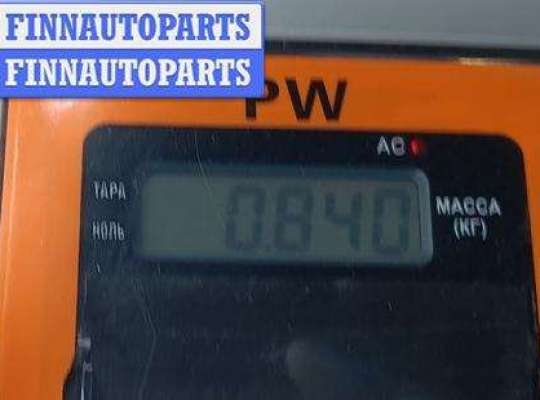 FINNAUTOPARTS
FINNAUTOPARTS
PW
AC
ТАРА
0.840
МАССА
(КГ)
НОЛЬ